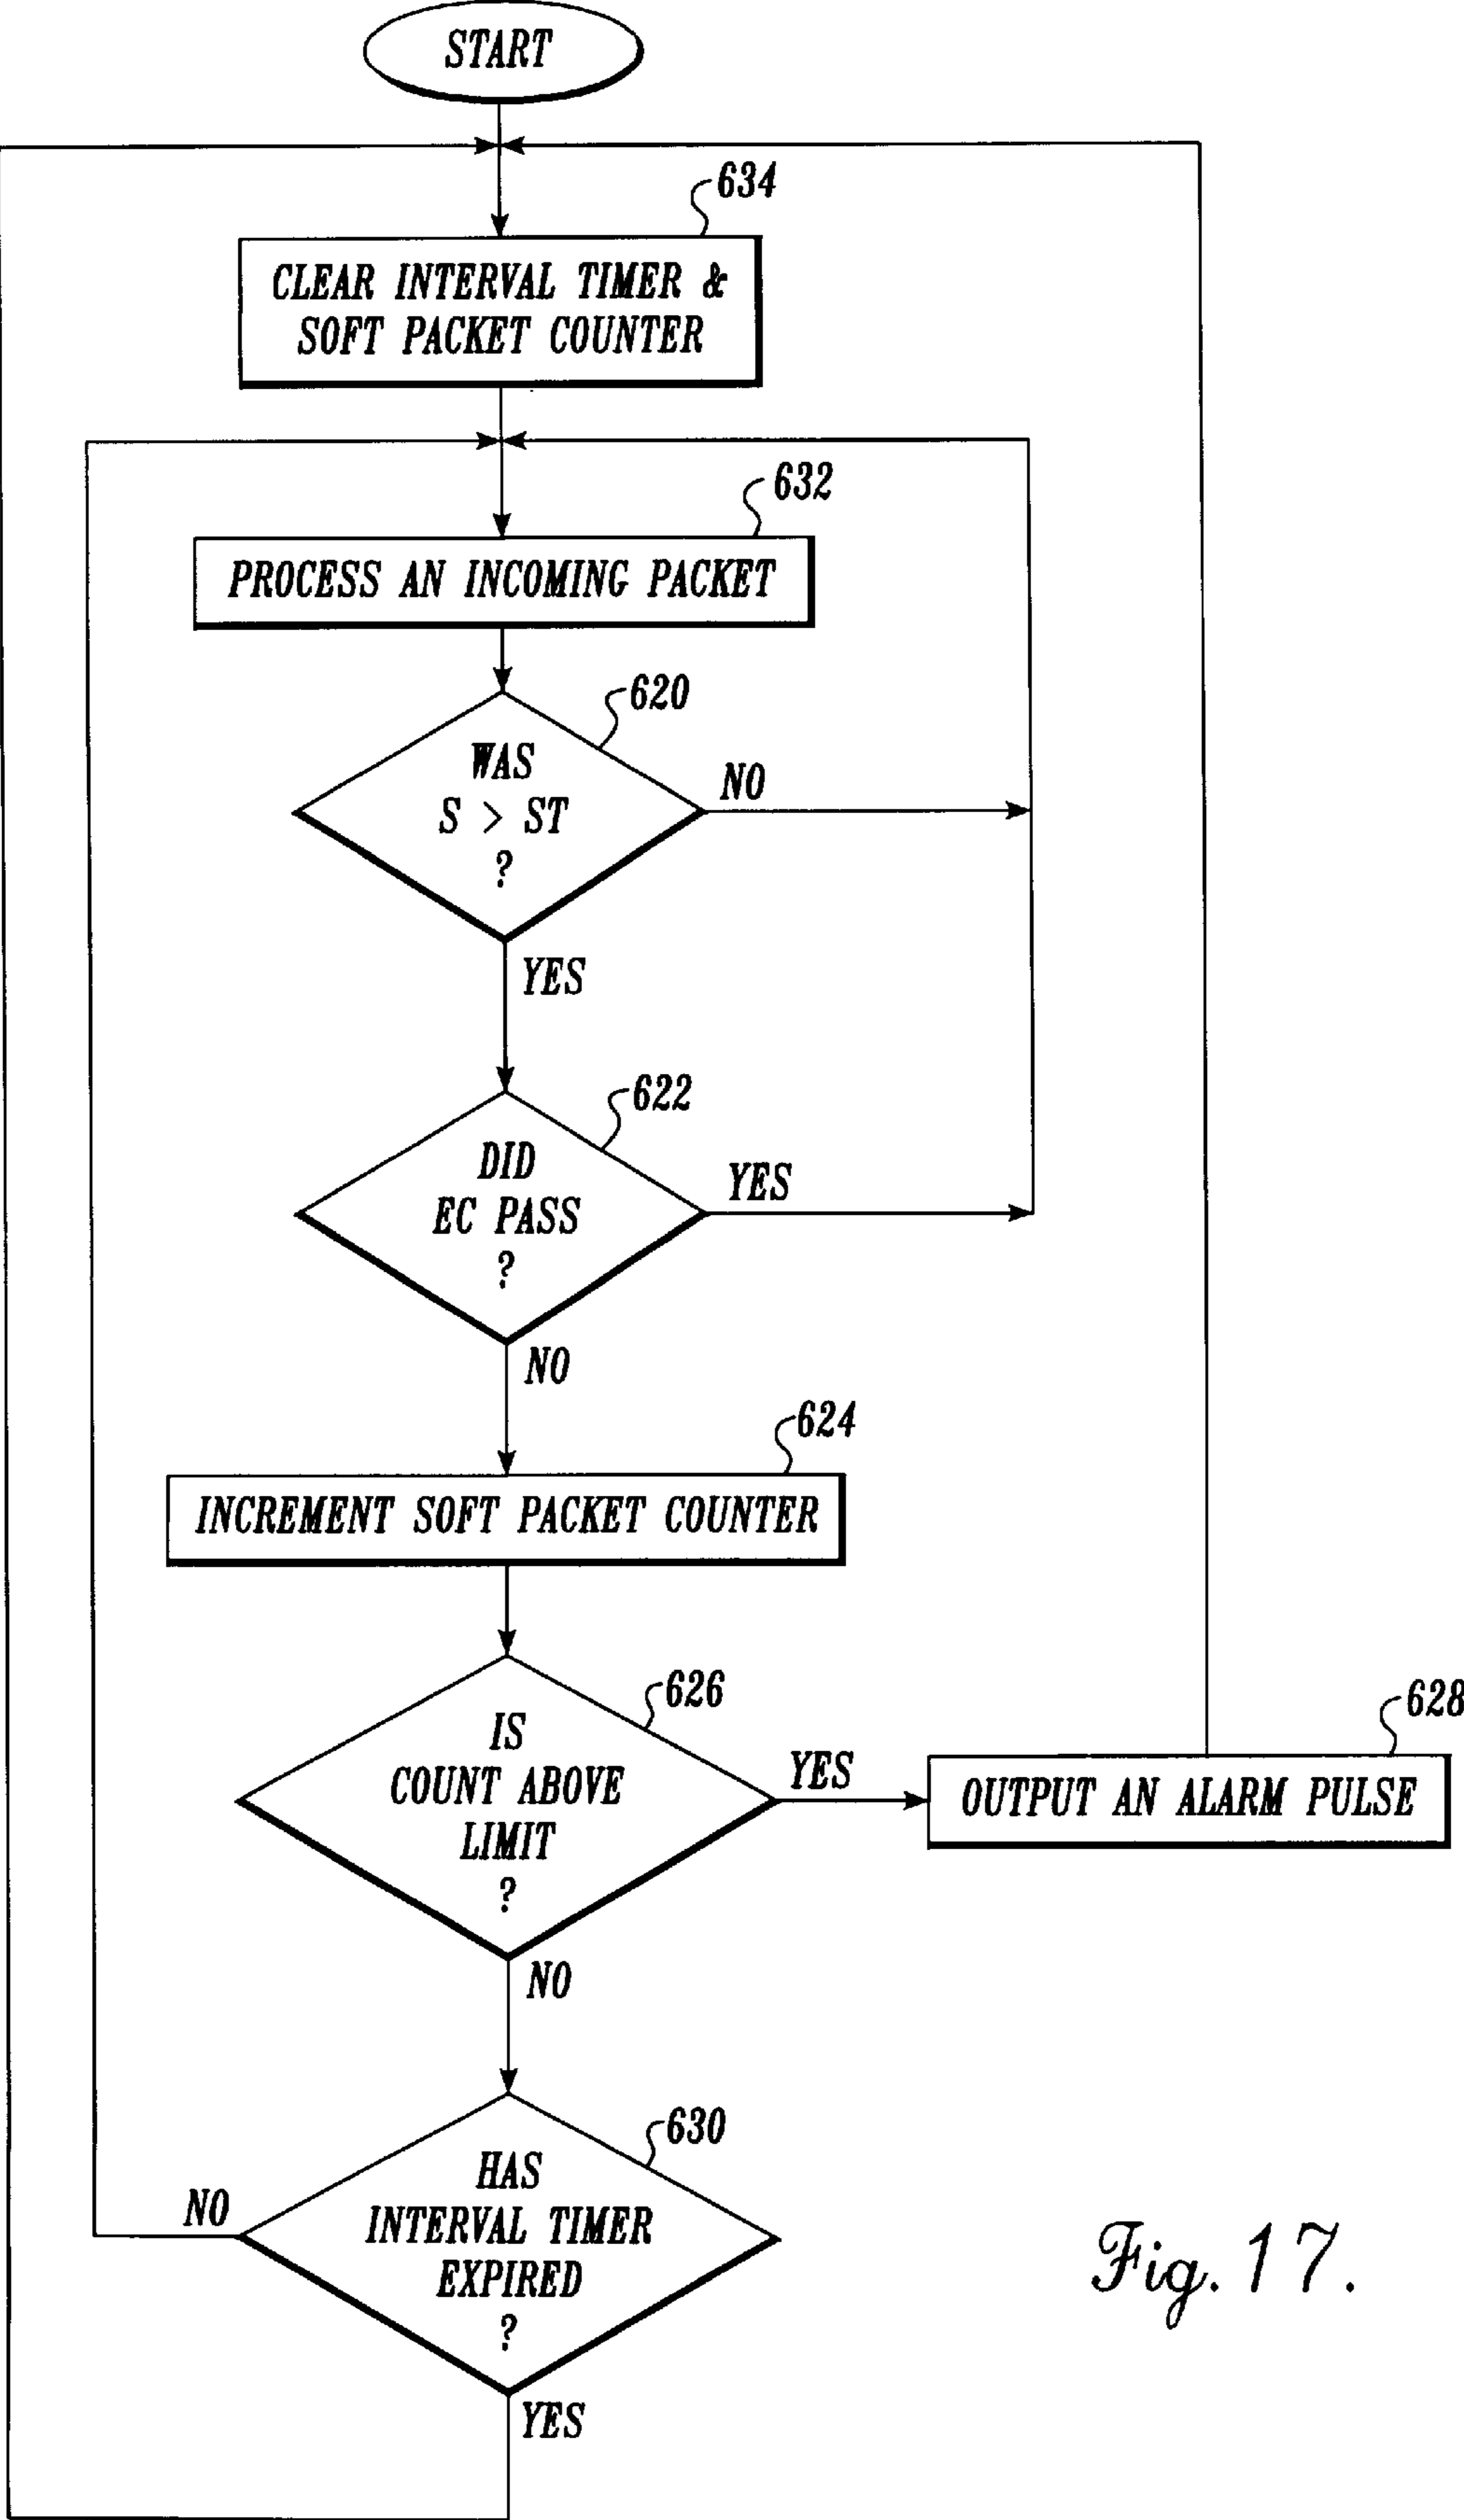 START
634
CLEAR INTERVAL TIMER &
SOFT PACKET COUNTER
632
PROCESS AN INCOMING PACKET
620
WAS
S > ST
?
NO
YES
622
DID
EC PASS
?
YES
NO
624
INCREMENT SOFT PACKET COUNTER
626
IS
COUNT ABOVE
LIMIT
?
YES
628
OUTPUT AN ALARM PULSE
NO
630
HAS
INTERVAL TIMER
EXPIRED
?
NO
YES
Fig. 17.